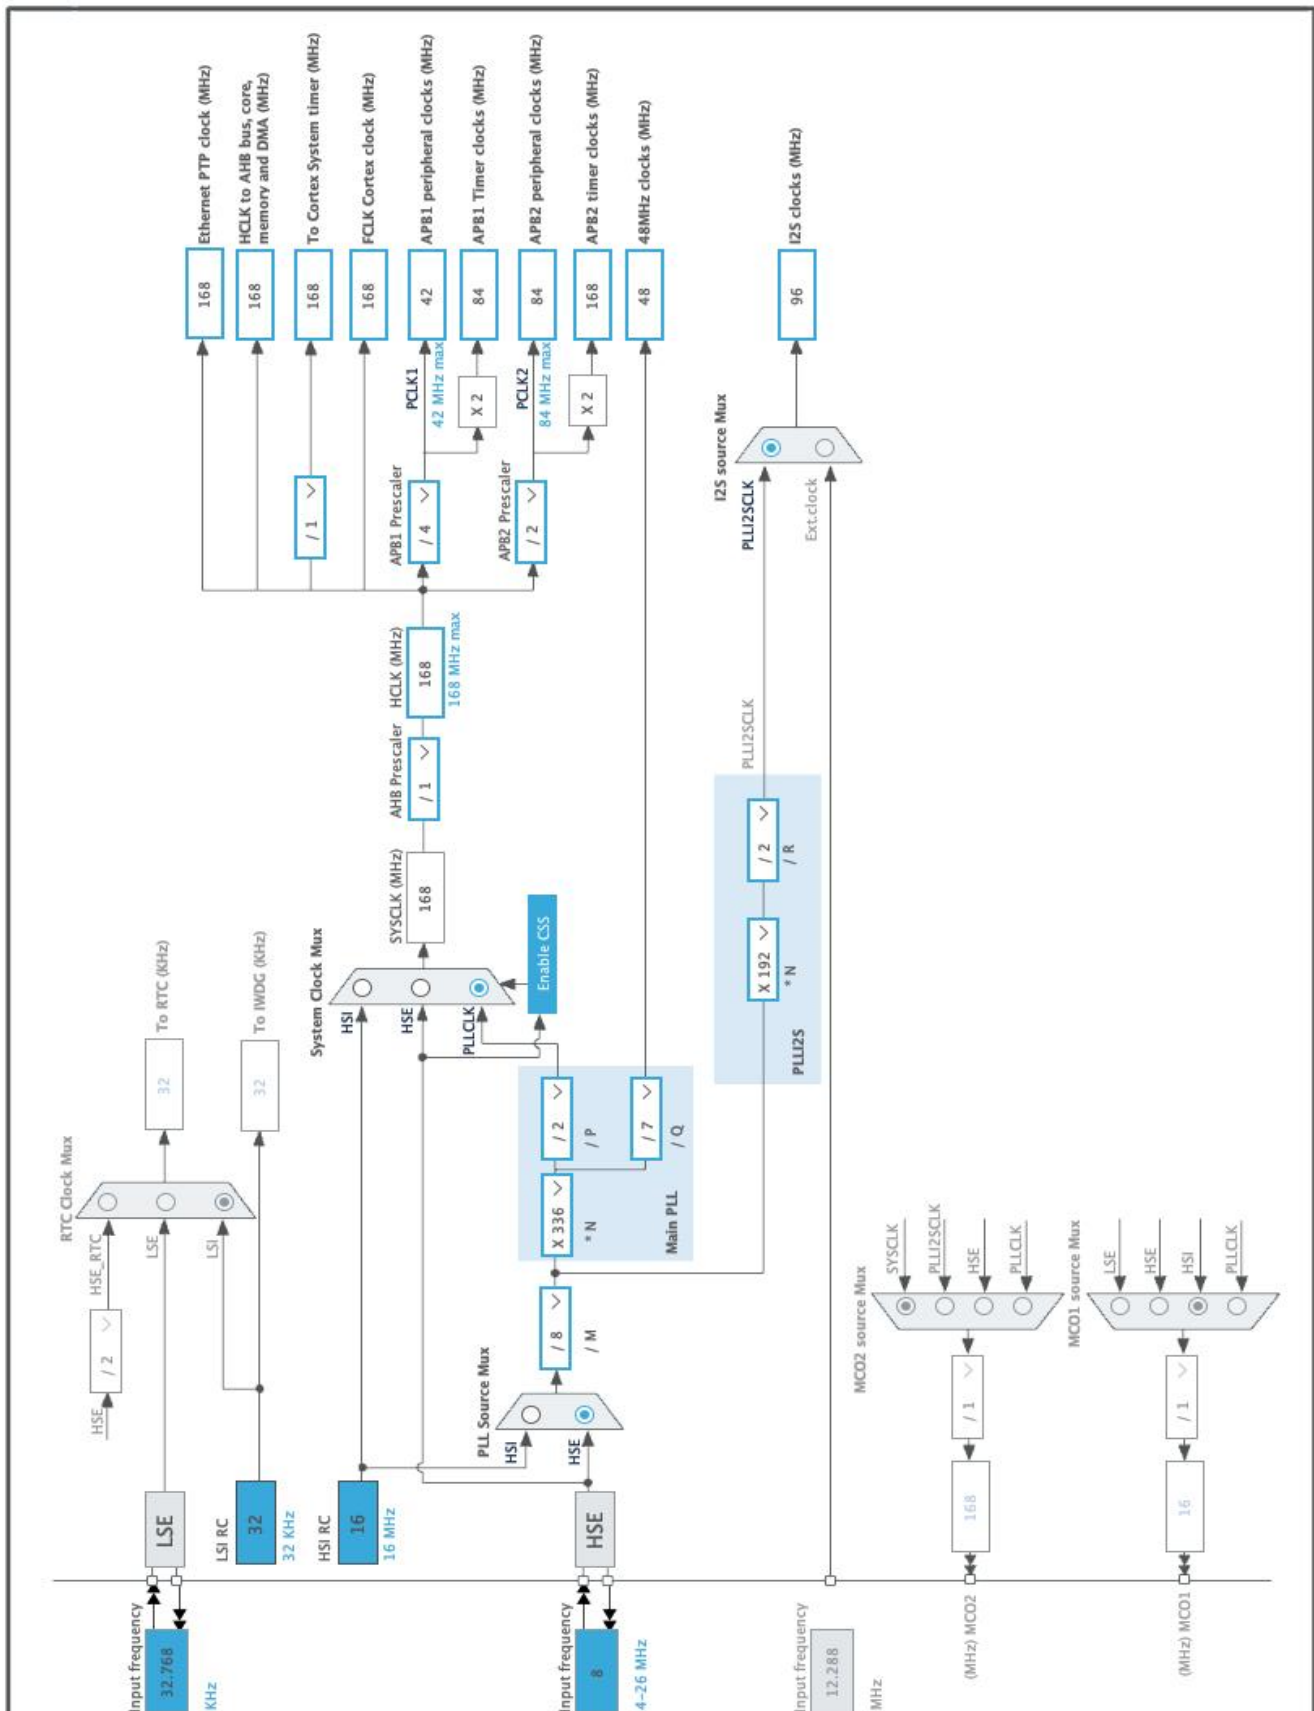 Input frequency
32.768
KHz
LSE
HSE
/ 2
HSE_RTC
LSE
LSI
RTC Clock Mux
32
To RTC (KHz)
LSI RC
32
32 KHz
32
To IWDG (KHz)
HSI RC
16
16 MHz
HSI
HSE
PLLCLK
System Clock Mux
Enable CSS
SYSCLK (MHz)
168
AHB Prescaler
/ 1
HCLK (MHz)
168
168 MHz max
168
Ethernet PTP clock (MHz)
168
HCLK to AHB bus, core,
memory and DMA (MHz)
/ 1
168
To Cortex System timer (MHz)
168
FCLK Cortex clock (MHz)
APB1 Prescaler
/ 4
PCLK1
42 MHz max
42
APB1 peripheral clocks (MHz)
X 2
84
APB1 Timer clocks (MHz)
APB2 Prescaler
/ 2
PCLK2
84 MHz max
84
APB2 peripheral clocks (MHz)
X 2
168
APB2 timer clocks (MHz)
48
48MHz clocks (MHz)
Input frequency
8
4-26 MHz
HSE
PLL Source Mux
HSI
HSE
/ 8
/ M
X 336
* N
/ 2
/ P
/ 7
/ Q
Main PLL
X 192
* N
/ 2
/ R
PLLI2S
PLLI2SCLK
I2S source Mux
PLLI2SCLK
Ext.clock
96
I2S clocks (MHz)
Input frequency
12.288
MHz
MCO2 source Mux
SYSCLK
PLLI2SCLK
HSE
PLLCLK
/ 1
168
(MHz) MCO2
MCO1 source Mux
LSE
HSE
HSI
PLLCLK
/ 1
16
(MHz) MCO1